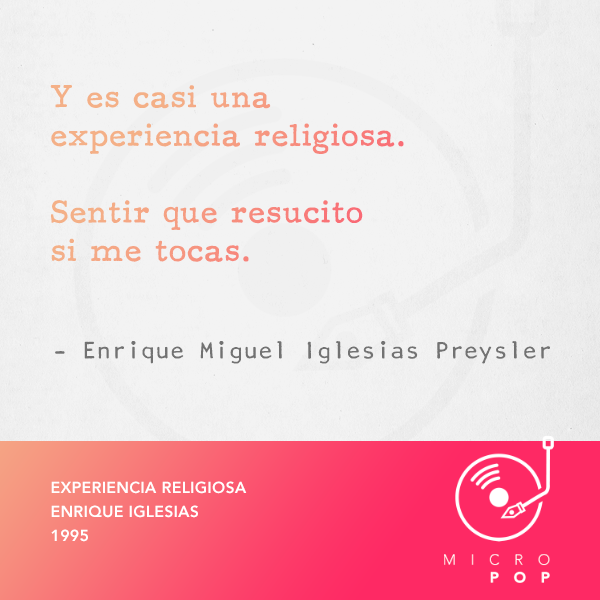 Y es casi una
experiencia religiosa.
Sentir que resucito
si me tocas.
- Enrique Miguel Iglesias Preysler
EXPERIENCIA RELIGIOSA
ENRIQUE IGLESIAS
1995
MICRO
POP